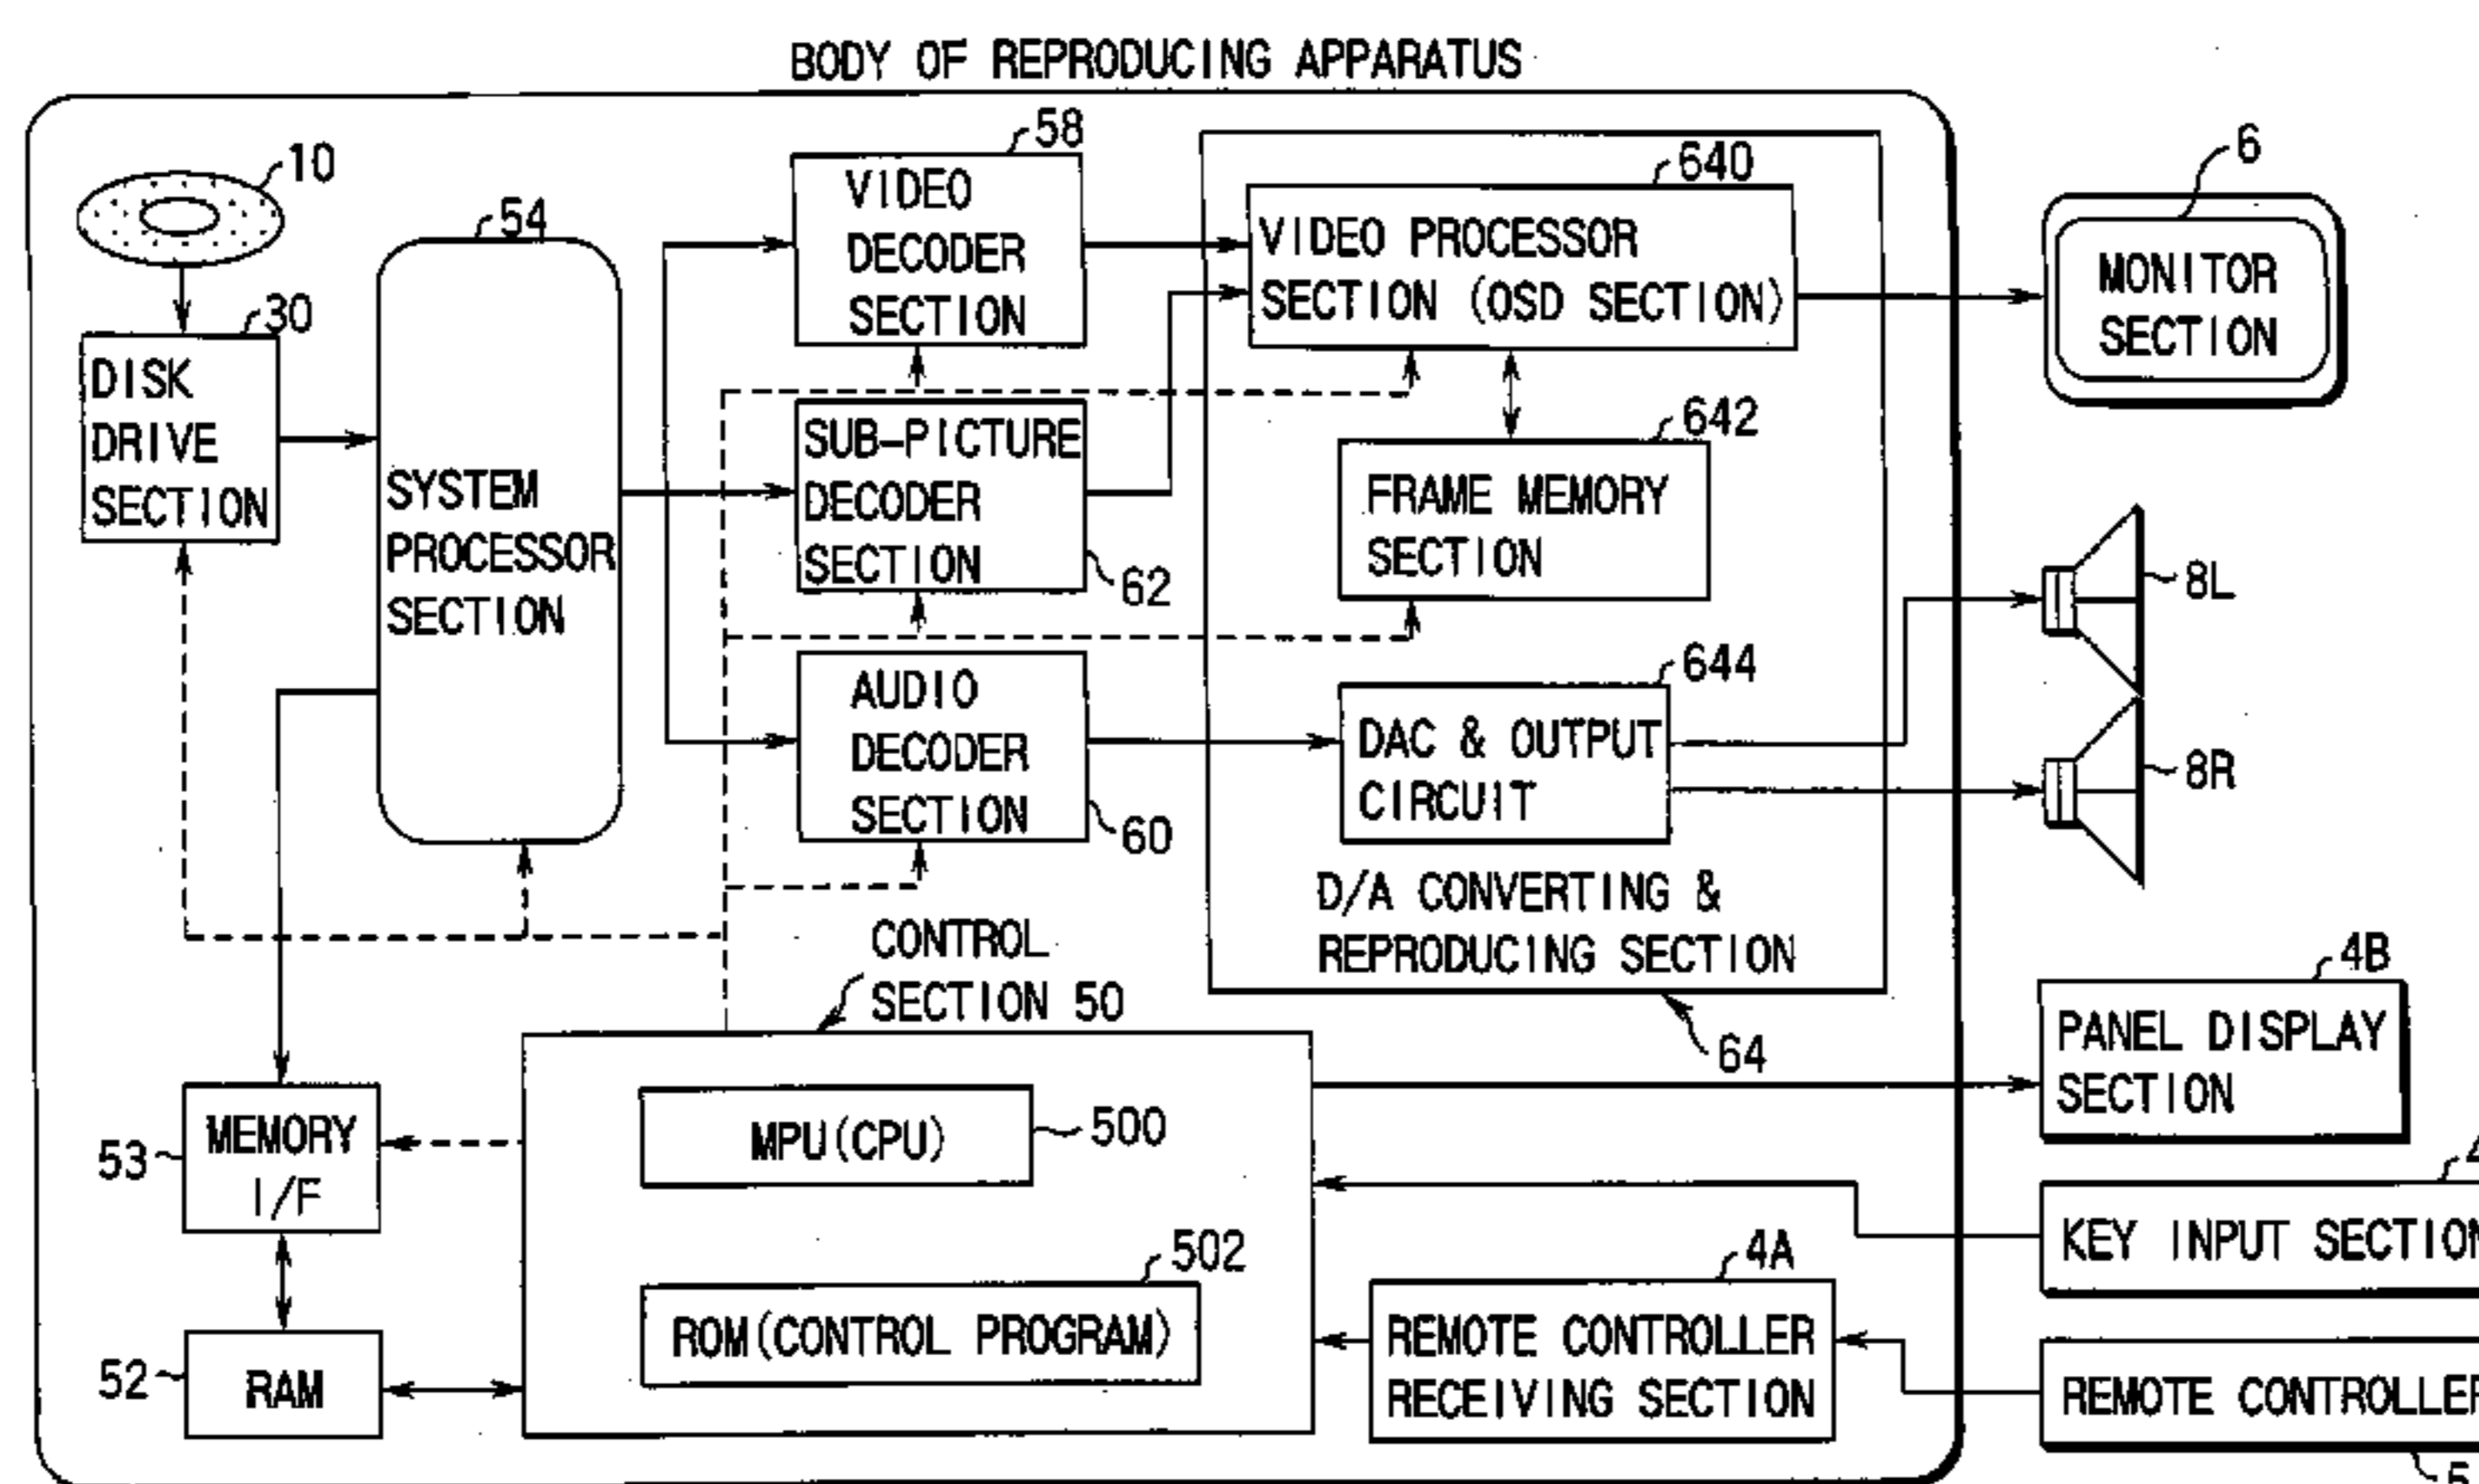 BODY OF REPRODUCING APPARATUS
10
30
DISK
DRIVE
SECTION
54
SYSTEM
PROCESSOR
SECTION
58
VIDEO
DECODER
SECTION
SUB-PICTURE
DECODER
SECTION
62
AUDIO
DECODER
SECTION
60
640
VIDEO PROCESSOR
SECTION (OSD SECTION)
642
FRAME MEMORY
SECTION
644
DAC & OUTPUT
CIRCUIT
D/A CONVERTING &
REPRODUCING SECTION
64
6
MONITOR
SECTION
8L
8R
CONTROL
SECTION 50
MPU(CPU)
500
502
ROM(CONTROL PROGRAM)
53
MEMORY
I/F
52
RAM
4A
REMOTE CONTROLLER
RECEIVING SECTION
4B
PANEL DISPLAY
SECTION
KEY INPUT SECTION
REMOTE CONTROLLER